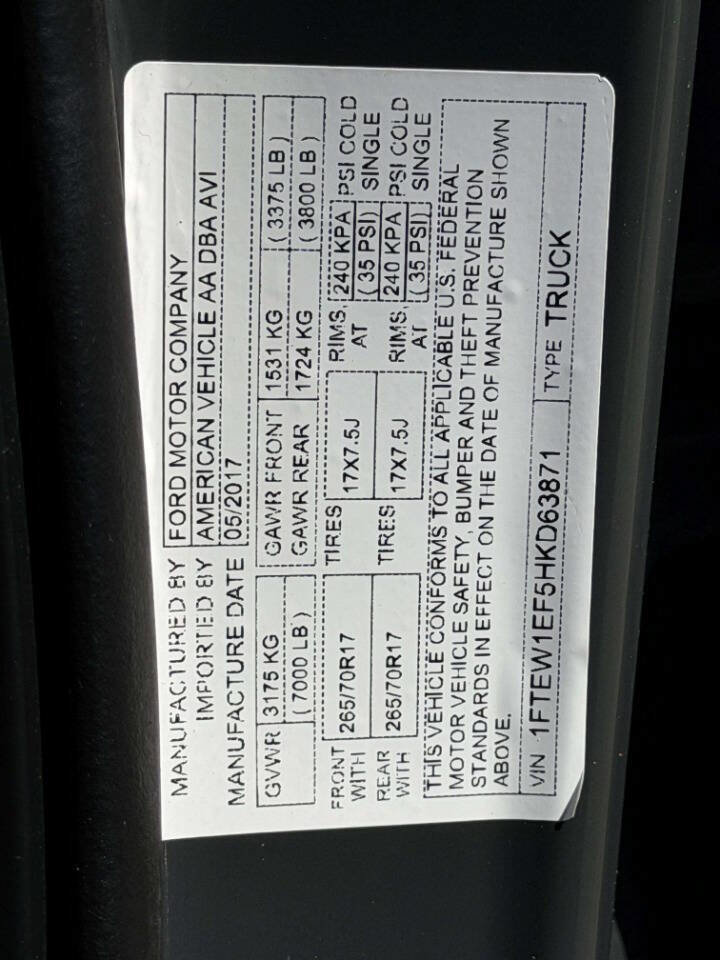 MANUFACTURED BY FORD MOTOR COMPANY
IMPORTED BY AMERICAN VEHICLE AA DBA AVI
MANUFACTURE DATE 05/2017
GVWR 3175 KG GAWR FRONT 1531 KG ( 3375 LB )
( 7000 LB ) GAWR REAR 1724 KG ( 3800 LB )
FRONT 265/70R17 TIRES 17X7.5J RIMS, 240 KPA PSI COLD
WITH AT ( 35 PSI) SINGLE
REAR 265/70R17 TIRES 17X7.5J RIMS, 240 KPA PSI COLD
WITH AT ( 35 PSI) SINGLE
THIS VEHICLE CONFORMS TO ALL APPLICABLE U.S. FEDERAL
MOTOR VEHICLE SAFETY, BUMPER AND THEFT PREVENTION
STANDARDS IN EFFECT ON THE DATE OF MANUFACTURE SHOWN
ABOVE.
VIN 1FTEW1EF5HKD63871 TYPE TRUCK